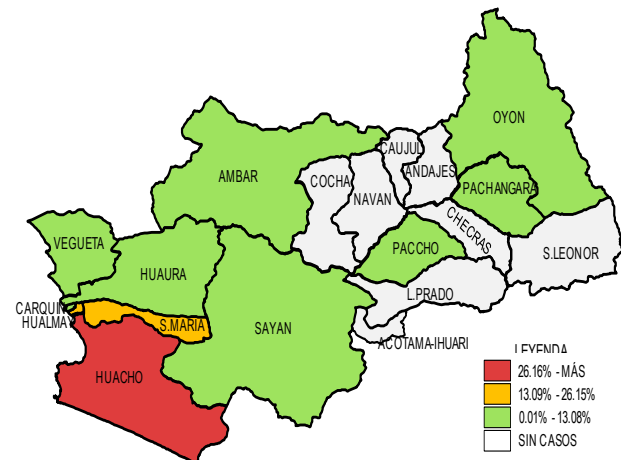 OYON
CAUJUL
AMBAR
ANDAJES
COCHA
PACHANGARA
NAVAN
CHECRAS
VEGUETA
PACCHO
S.LEONOR
HUAURA
L.PRADO
CARQUIN
HUALMAY
S.MARIA
SAYAN
ACOTAMA-IHUARI
HUACHO
LEYENDA
26.16% - MÁS
13.09% - 26.15%
0.01% - 13.08%
SIN CASOS